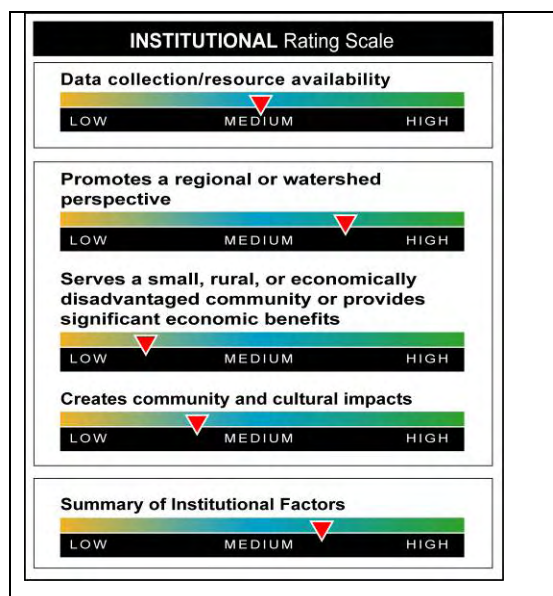 INSTITUTIONAL Rating Scale
Data collection/resource availability
LOW MEDIUM HIGH
Promotes a regional or watershed
perspective
LOW MEDIUM HIGH
Serves a small, rural, or economically
disadvantaged community or provides
significant economic benefits
LOW MEDIUM HIGH
Creates community and cultural impacts
LOW MEDIUM HIGH
Summary of Institutional Factors
LOW MEDIUM HIGH